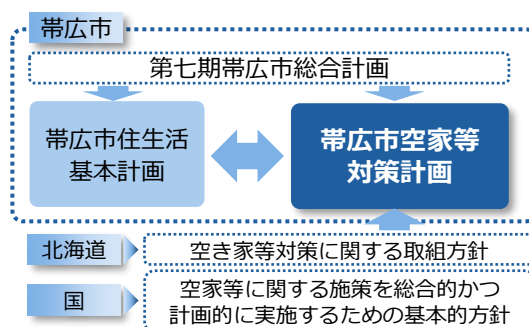 帯広市
第七期帯広市総合計画
帯広市住生活
基本計画
帯広市空家等
対策計画
北海道
空き家等対策に関する取組方針
国
空家等に関する施策を総合的かつ
計画的に実施するための基本的方針